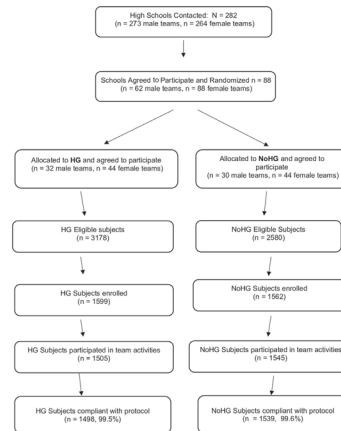 High Schools Contacted: N = 282
(n = 273 male teams, n = 264 female teams)
Schools Agreed to Participate and Randomized n = 88
(n = 62 male teams, n = 88 female teams)
Allocated to HG and agreed to participate
(n = 32 male teams, n = 44 female teams)
Allocated to NoHG and agreed to
participate
(n = 30 male teams, n = 44 female teams)
HG Eligible subjects
(n = 3178)
NoHG Eligible Subjects
(n = 2580)
HG Subjects enrolled
(n = 1599)
NoHG Subjects enrolled
(n = 1562)
HG Subjects participated in team activities
(n = 1505)
NoHG Subjects participated in team activities
(n = 1545)
HG Subjects compliant with protocol
(n = 1498, 99.5%)
NoHG Subjects compliant with protocol
(n = 1539, 99.6%)